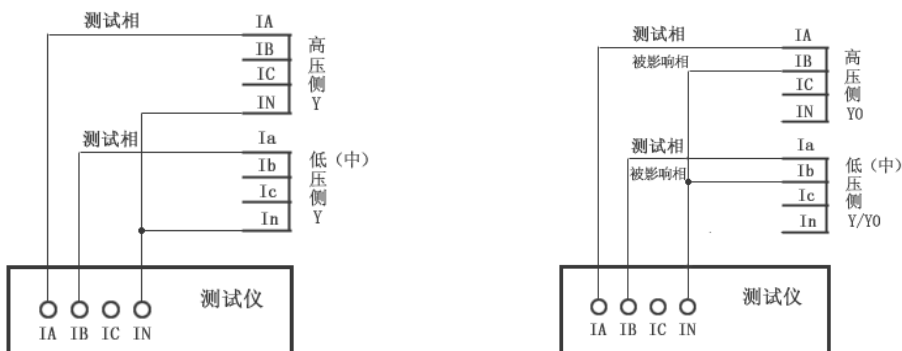 测试相
IA
IB
IC
IN
高
压
侧
Y
测试相
Ia
Ib
Ic
In
低（中）
压
侧
Y
测试仪
IA IB IC IN
测试相
被影响相
IA
IB
IC
IN
高
压
侧
Y0
测试相
被影响相
Ia
Ib
Ic
In
低（中）
压
侧
Y/Y0
测试仪
IA IB IC IN